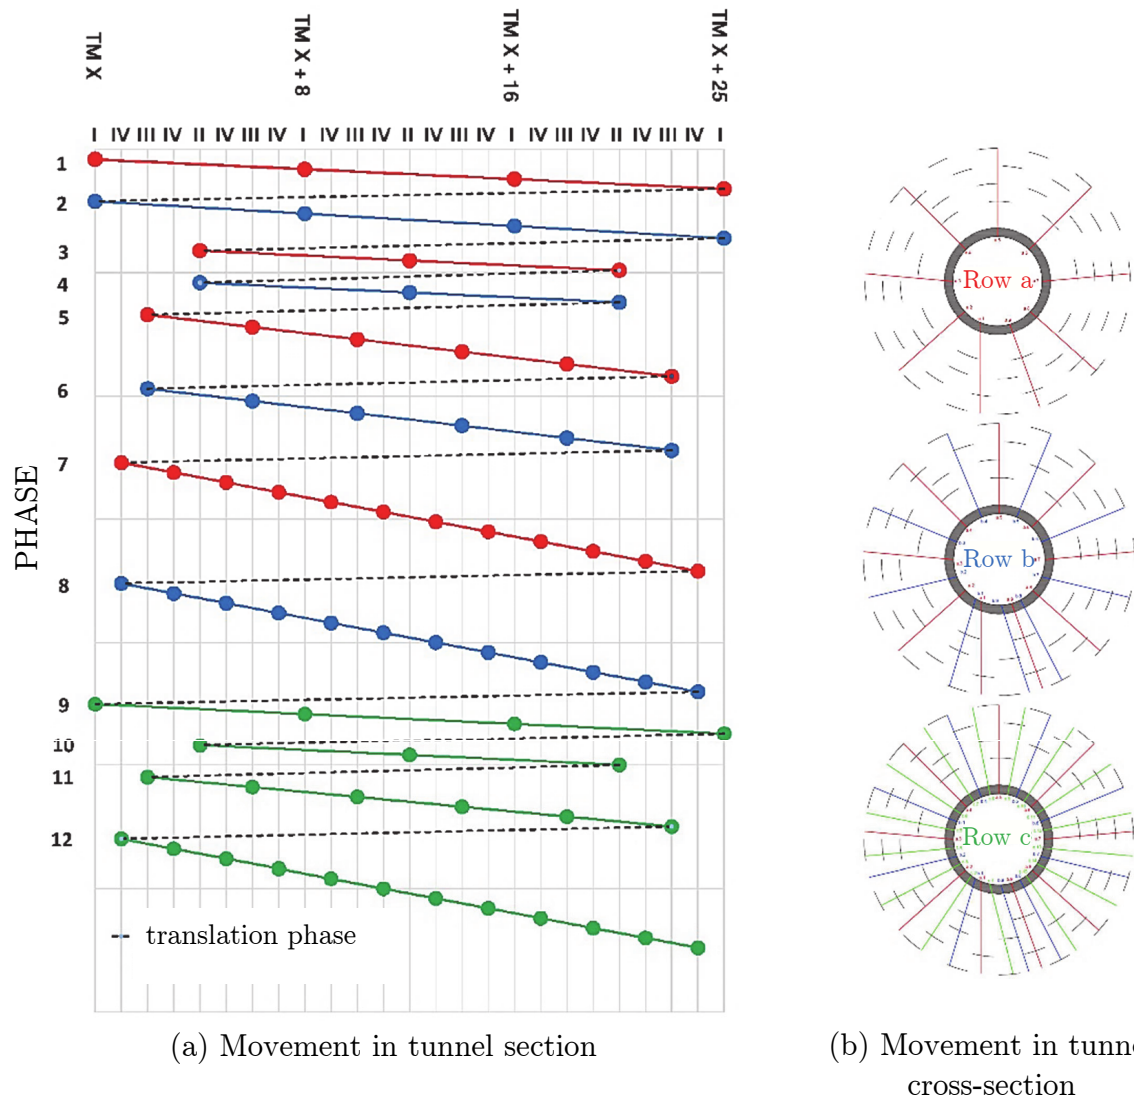 TM X
TM X + 8
TM X + 16
TM X + 25
I IV III IV II IV III IV I IV III IV II IV III IV I IV III IV II IV III IV I
1
2
3
4
5
6
7
8
9
10
11
12
PHASE
translation phase
(a) Movement in tunnel section
Row a
Row b
Row c
(b) Movement in tunne
cross-section